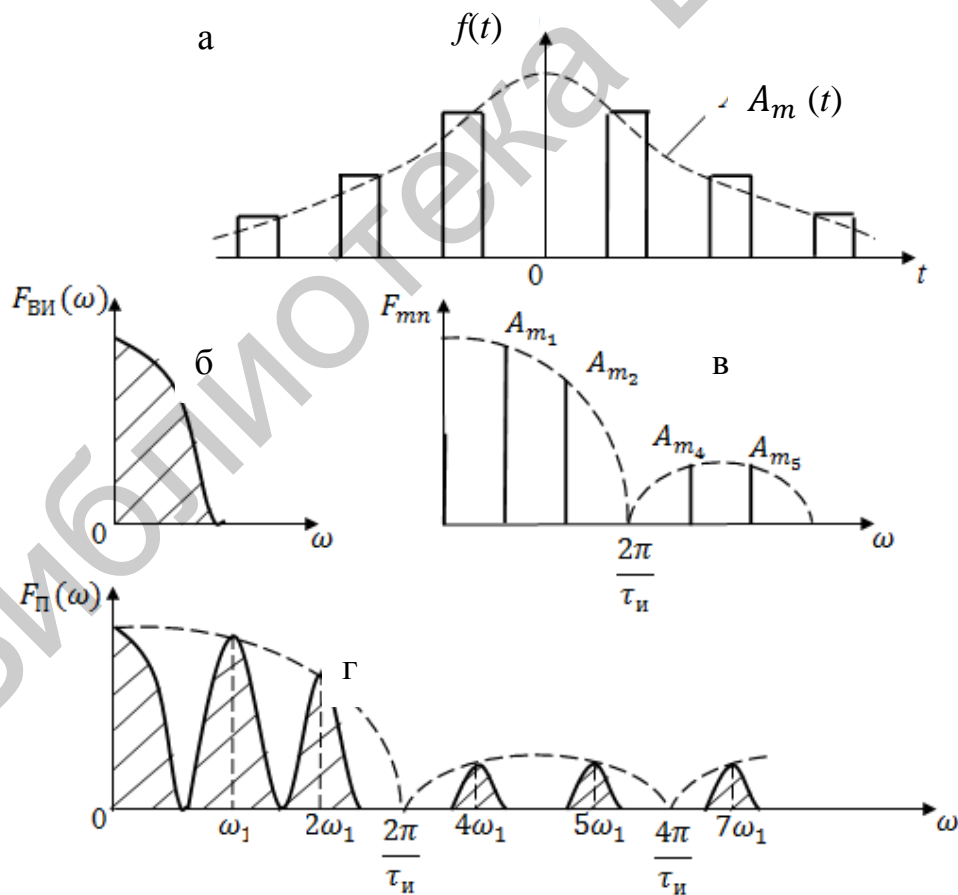 а
f(t)
A_m (t)
0
t
F_ВИ(ω)
б
0
ω
F_mn
A_m₁
A_m₂
в
A_m₄
A_m₅
2π/τ_и
ω
F_П(ω)
г
0
ω₁
2ω₁
2π/τ_и
4ω₁
5ω₁
4π/τ_и
7ω₁
ω
Библиотека